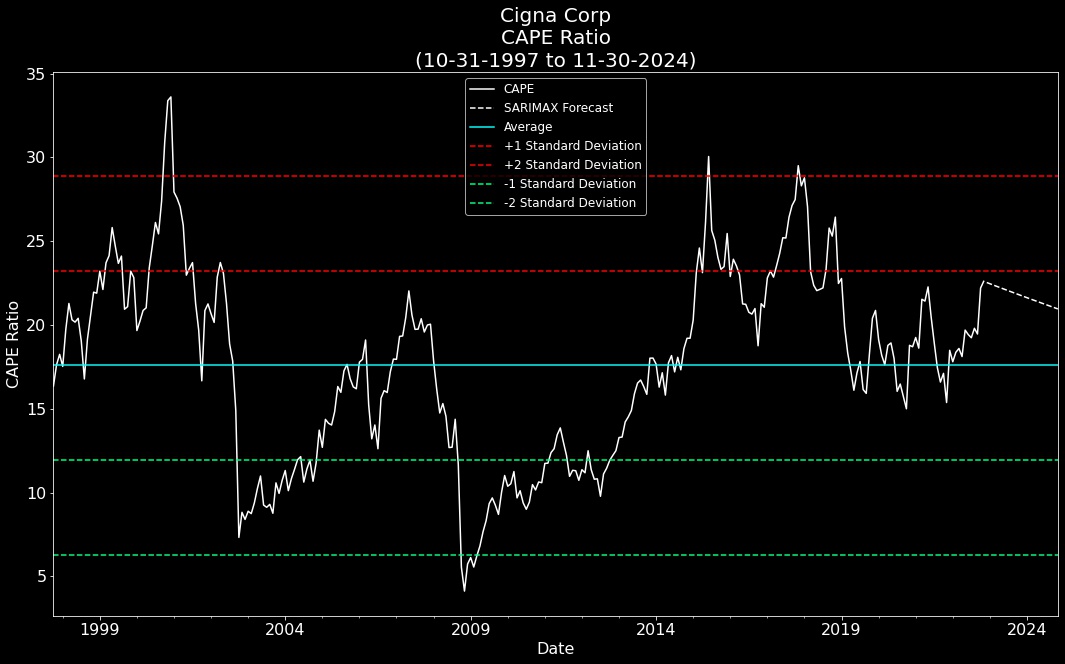 Cigna Corp
CAPE Ratio
(10-31-1997 to 11-30-2024)
CAPE
SARIMAX Forecast
Average
+1 Standard Deviation
+2 Standard Deviation
-1 Standard Deviation
-2 Standard Deviation
35
30
25
20
15
10
5
CAPE Ratio
1999 2004 2009 2014 2019 2024
Date